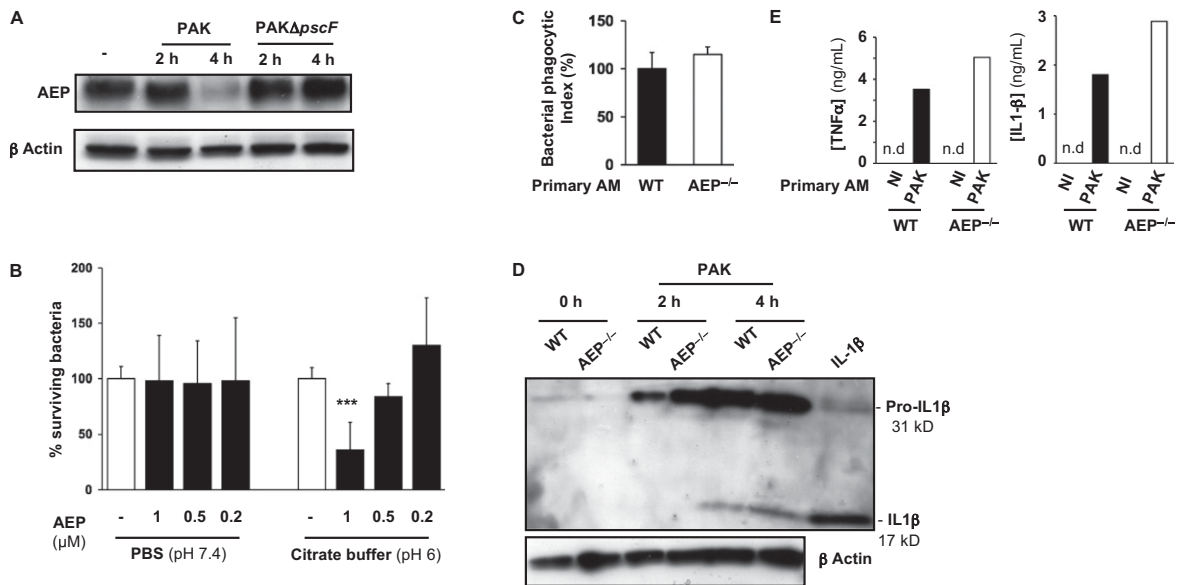 A
PAK
PAKΔpscF
-
2 h
4 h
2 h
4 h
AEP
β Actin
B
% surviving bacteria
200
150
100
50
0
***
AEP
(μM)
-
1
0.5
0.2
-
1
0.5
0.2
PBS (pH 7.4)
Citrate buffer (pH 6)
C
Bacterial phagocytic
Index (%)
150
100
50
0
Primary AM
WT
AEP–/–
D
PAK
0 h
2 h
4 h
WT
AEP–/–
WT
AEP–/–
WT
AEP–/–
IL-1β
- Pro-IL1β
31 kD
- IL1β
17 kD
β Actin
E
[TNFα] (ng/mL)
6
4
2
0
n.d
n.d
Primary AM
NI
PAK
NI
PAK
WT
AEP–/–
[IL1-β] (ng/mL)
3
2
1
0
n.d
n.d
NI
PAK
NI
PAK
WT
AEP–/–